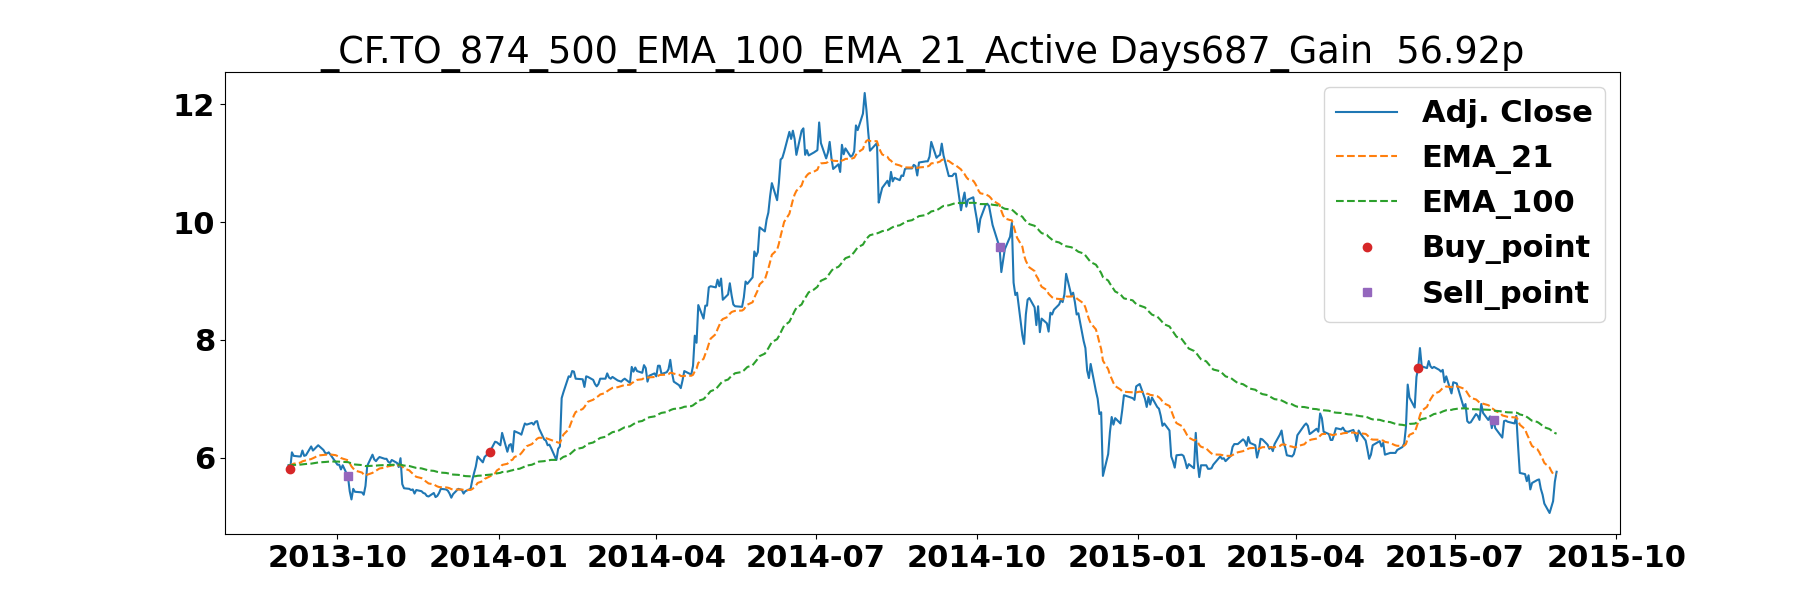 _CF.TO_874_500_EMA_100_EMA_21_Active Days687_Gain  56.92p
12
10
8
6
Adj. Close
EMA_21
EMA_100
Buy_point
Sell_point
2013-10 2014-01 2014-04 2014-07 2014-10 2015-01 2015-04 2015-07 2015-10